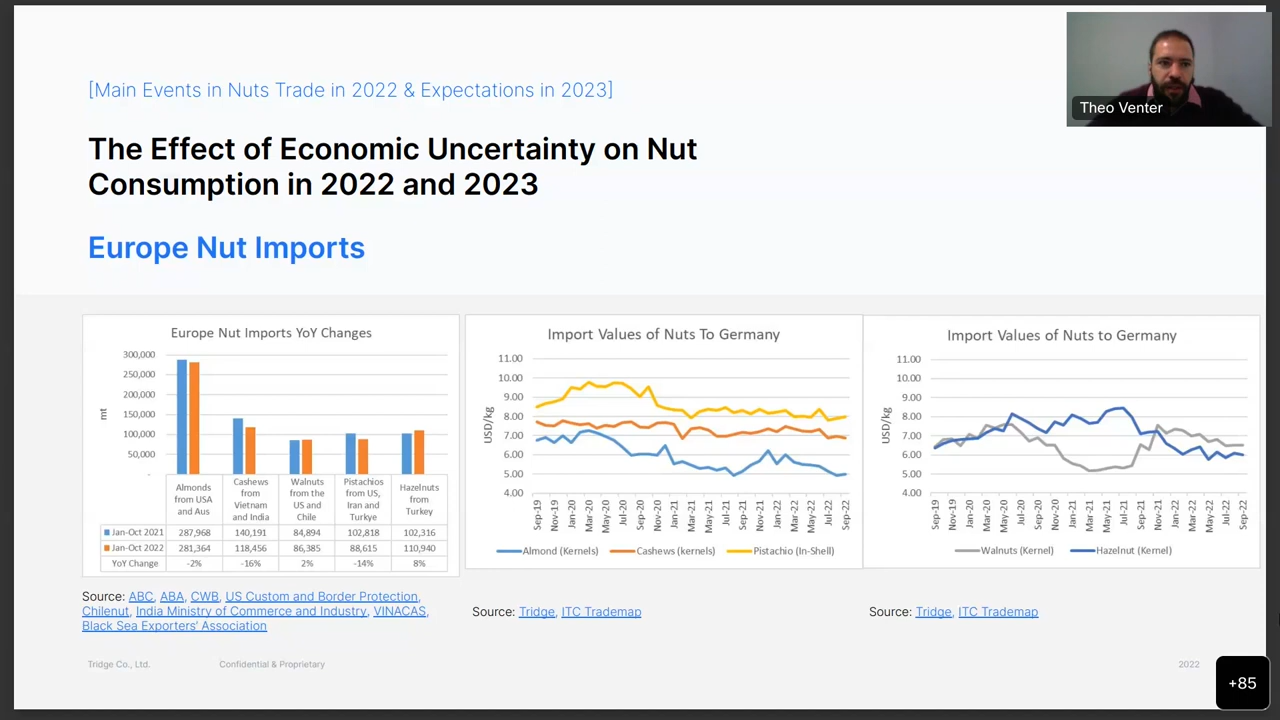 [Main Events in Nuts Trade in 2022 & Expectations in 2023]
Theo Venter
The Effect of Economic Uncertainty on Nut
Consumption in 2022 and 2023
Europe Nut Imports
Europe Nut Imports YoY Changes
300,000
250,000
200,000
150,000
100,000
50,000
-
mt
Almonds from USA and Aus
Cashews from Vietnam and India
Walnuts from the US and Chile
Pistachios from US, Iran and Turkye
Hazelnuts from Turkey
Jan-Oct 2021 287,968 140,191 84,894 102,818 102,316
Jan-Oct 2022 281,364 118,456 86,385 88,615 110,940
YoY Change -2% -16% 2% -14% 8%
Source: ABC, ABA, CWB, US Custom and Border Protection,
Chilenut, India Ministry of Commerce and Industry, VINACAS,
Black Sea Exporters' Association
Import Values of Nuts To Germany
11.00
10.00
9.00
8.00
7.00
6.00
5.00
4.00
USD/kg
Sep-19 Nov-19 Jan-20 Mar-20 May-20 Jul-20 Sep-20 Nov-20 Jan-21 Mar-21 May-21 Jul-21 Sep-21 Nov-21 Jan-22 Mar-22 May-22 Jul-22 Sep-22
Almond (Kernels) Cashews (kernels) Pistachio (In-Shell)
Source: Tridge, ITC Trademap
Import Values of Nuts to Germany
11.00
10.00
9.00
8.00
7.00
6.00
5.00
4.00
USD/kg
Sep-19 Nov-19 Jan-20 Mar-20 May-20 Jul-20 Sep-20 Nov-20 Jan-21 Mar-21 May-21 Jul-21 Sep-21 Nov-21 Jan-22 Mar-22 May-22 Jul-22 Sep-22
Walnuts (Kernel) Hazelnut (Kernel)
Source: Tridge, ITC Trademap
Tridge Co., Ltd.
Confidential & Proprietary
2022
+85